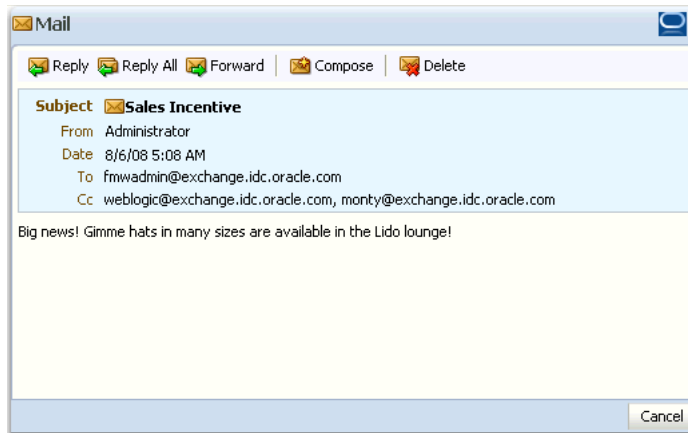 Mail
Reply Reply All Forward Compose Delete
Subject Sales Incentive
From Administrator
Date 8/6/08 5:08 AM
To fmwadmin@exchange.idc.oracle.com
Cc weblogic@exchange.idc.oracle.com, monty@exchange.idc.oracle.com
Big news! Gimme hats in many sizes are available in the Lido lounge!
Cancel